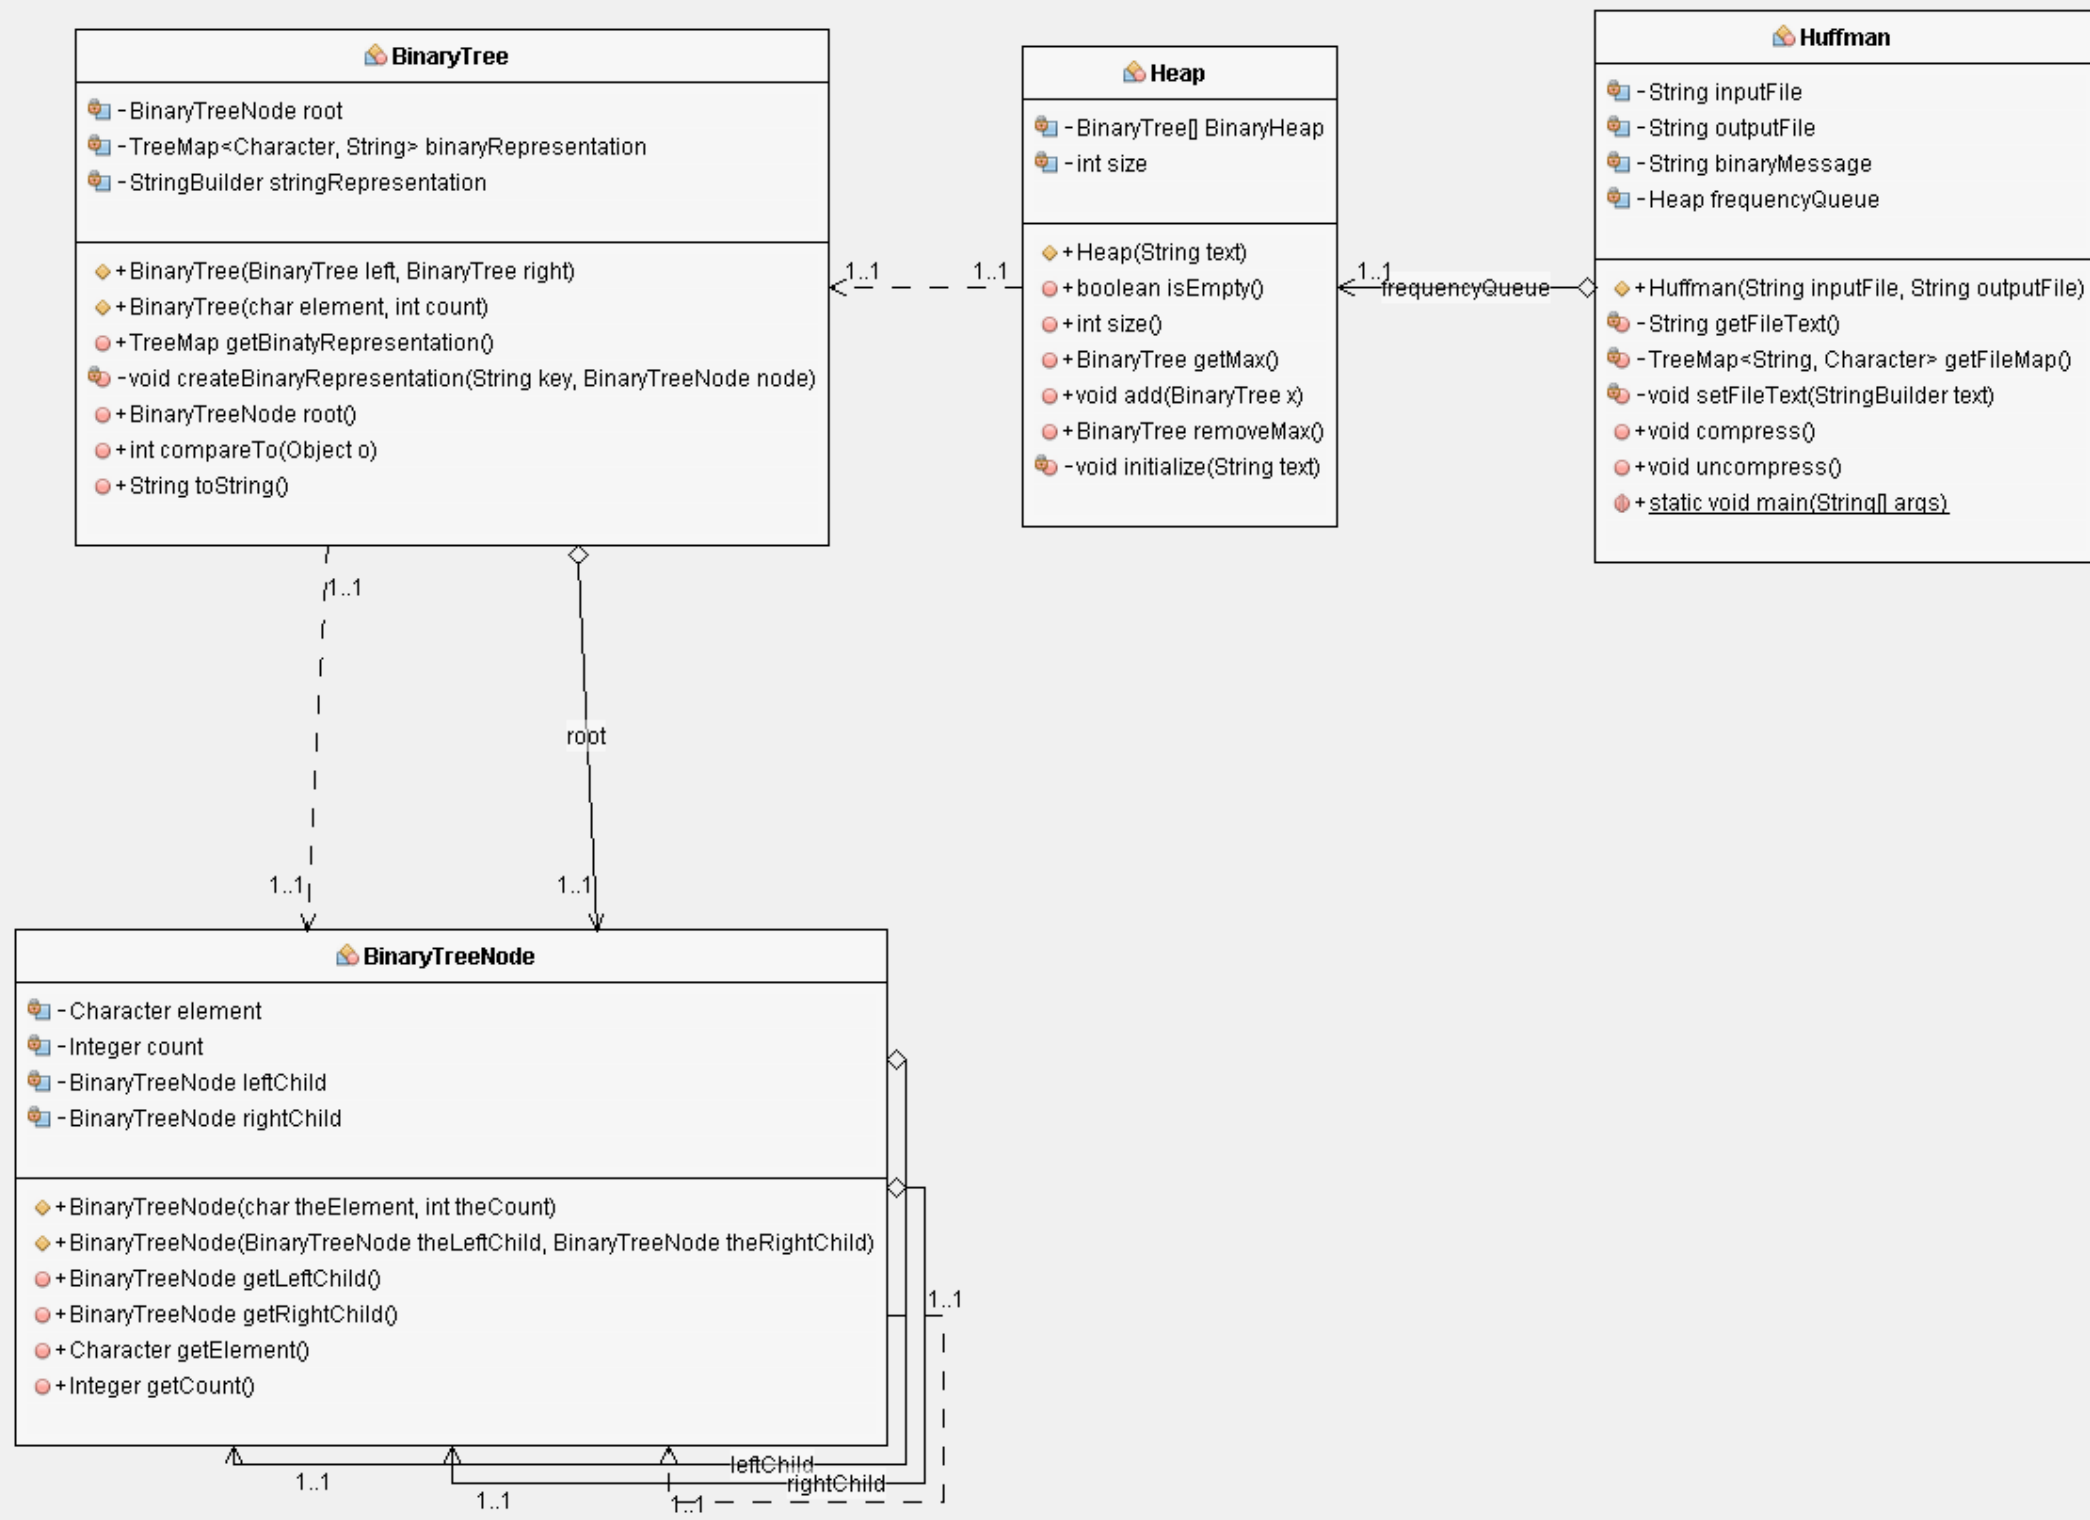 BinaryTree
-BinaryTreeNode root
-TreeMap<Character, String> binaryRepresentation
-StringBuilder stringRepresentation
+BinaryTree(BinaryTree left, BinaryTree right)
+BinaryTree(char element, int count)
+TreeMap getBinatyRepresentation()
-void createBinaryRepresentation(String key, BinaryTreeNode node)
+BinaryTreeNode root()
+int compareTo(Object o)
+String toString()
1..1
1..1
Heap
-BinaryTree[] BinaryHeap
-int size
+Heap(String text)
+boolean isEmpty()
+int size()
+BinaryTree getMax()
+void add(BinaryTree x)
+BinaryTree removeMax()
-void initialize(String text)
1..1
frequencyQueue
Huffman
-String inputFile
-String outputFile
-String binaryMessage
-Heap frequencyQueue
+Huffman(String inputFile, String outputFile)
-String getFileText()
-TreeMap<String, Character> getFileMap()
-void setFileText(StringBuilder text)
+void compress()
+void uncompress()
+static void main(String[] args)
1..1
root
1..1
1..1
BinaryTreeNode
-Character element
-Integer count
-BinaryTreeNode leftChild
-BinaryTreeNode rightChild
+BinaryTreeNode(char theElement, int theCount)
+BinaryTreeNode(BinaryTreeNode theLeftChild, BinaryTreeNode theRightChild)
+BinaryTreeNode getLeftChild()
+BinaryTreeNode getRightChild()
+Character getElement()
+Integer getCount()
1..1
leftChild
1..1
rightChild
1..1
1..1